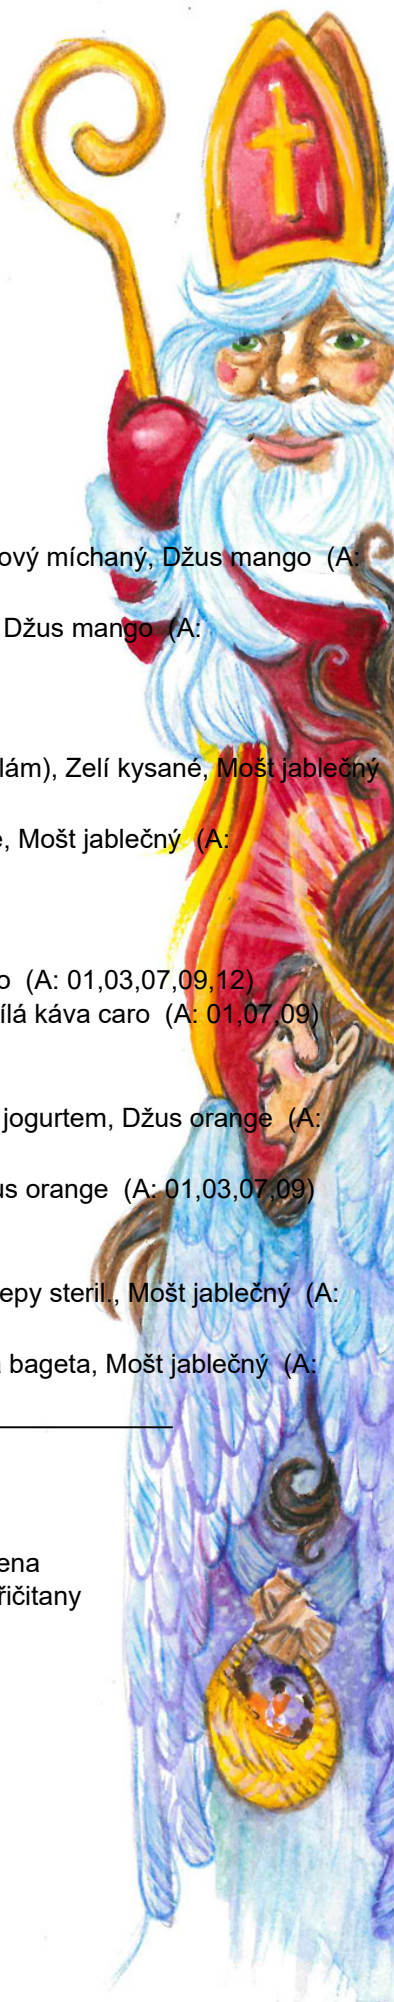 ový míchaný, Džus mango  (A:
Džus mango  (A:
lám), Zelí kysané, Mošt jablečný
e, Mošt jablečný  (A:
o  (A: 01,03,07,09,12)
ílá káva caro  (A: 01,07,09)
jogurtem, Džus orange  (A:
us orange  (A: 01,03,07,09)
epy steril., Mošt jablečný  (A:
a bageta, Mošt jablečný  (A:
ena
řičitany